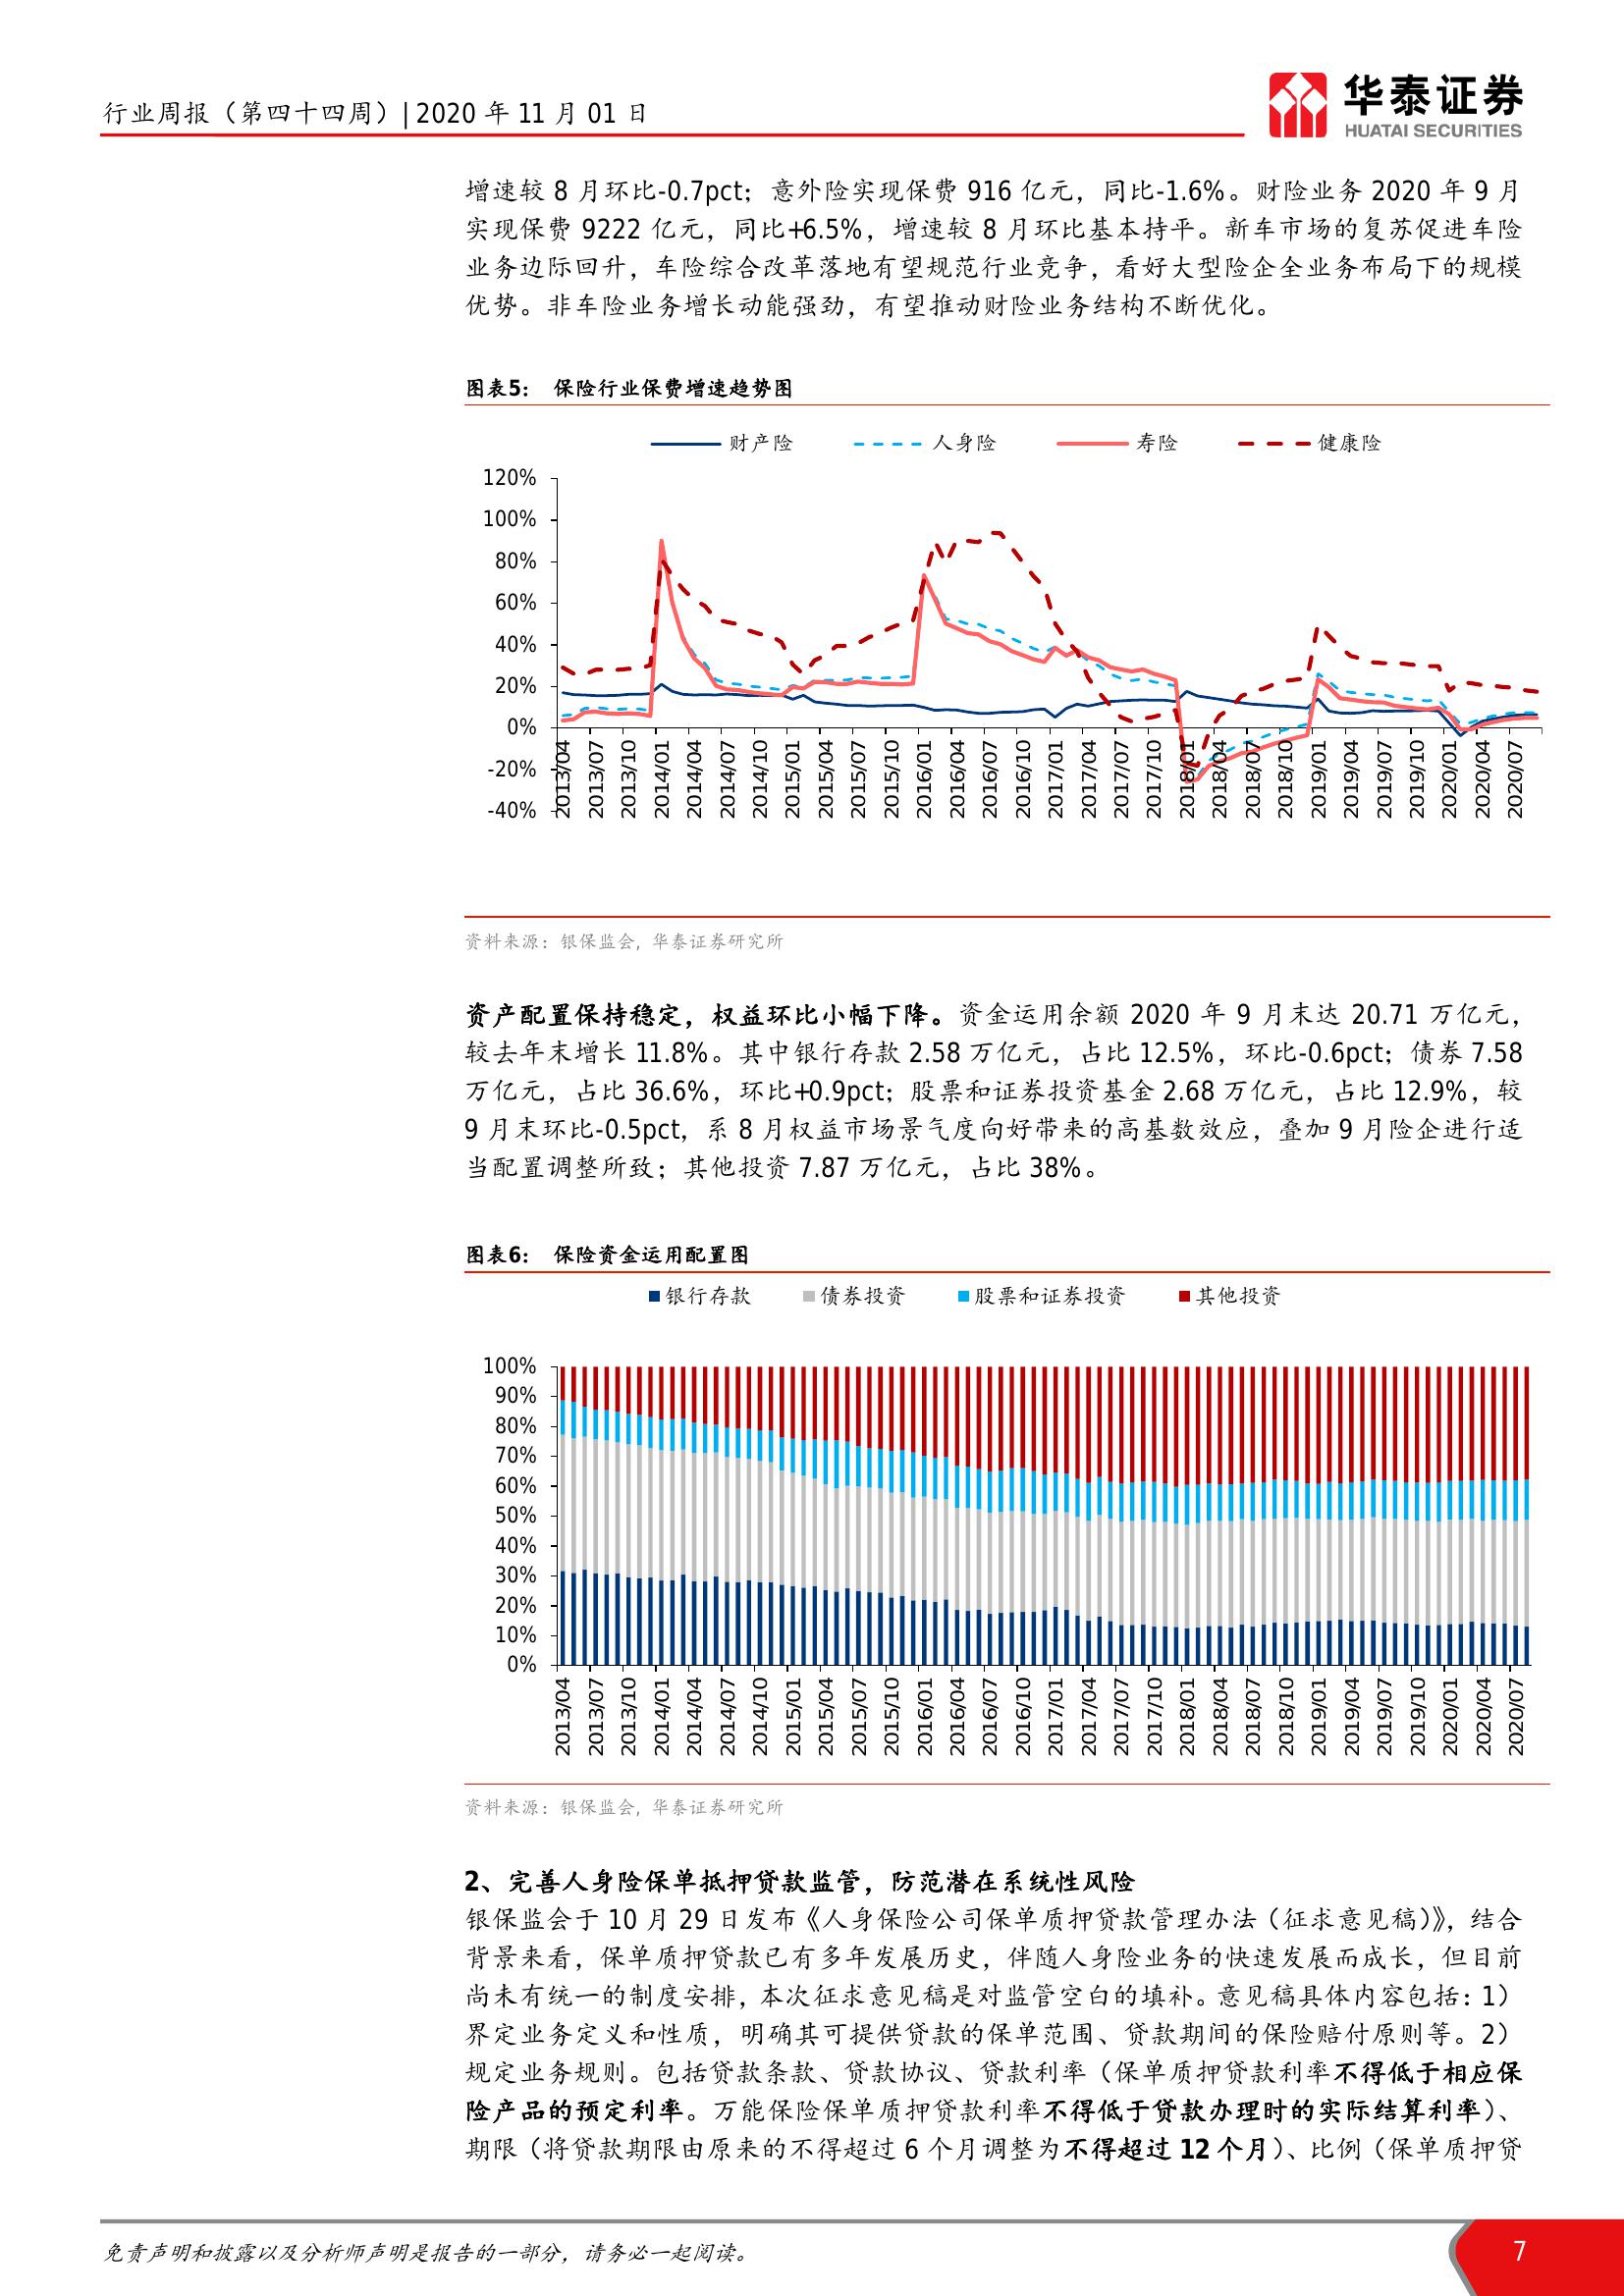 行业周报（第四十四周）| 2020 年 11 月 01 日
华泰证券
HUATAI SECURITIES
增速较 8 月环比-0.7pct；意外险实现保费 916 亿元，同比-1.6%。财险业务 2020 年 9 月
实现保费 9222 亿元，同比+6.5%，增速较 8 月环比基本持平。新车市场的复苏促进车险
业务边际回升，车险综合改革落地有望规范行业竞争，看好大型险企全业务布局下的规模
优势。非车险业务增长动能强劲，有望推动财险业务结构不断优化。
图表5： 保险行业保费增速趋势图
财产险 人身险 寿险 健康险
120%
100%
80%
60%
40%
20%
0%
-20%
-40%
2013/04 2013/07 2013/10 2014/01 2014/04 2014/07 2014/10 2015/01 2015/04 2015/07 2015/10 2016/01 2016/04 2016/07 2016/10 2017/01 2017/04 2017/07 2017/10 2018/01 2018/04 2018/07 2018/10 2019/01 2019/04 2019/07 2019/10 2020/01 2020/04 2020/07
资料来源：银保监会, 华泰证券研究所
资产配置保持稳定，权益环比小幅下降。资金运用余额 2020 年 9 月末达 20.71 万亿元，
较去年末增长 11.8%。其中银行存款 2.58 万亿元，占比 12.5%，环比-0.6pct；债券 7.58
万亿元，占比 36.6%，环比+0.9pct；股票和证券投资基金 2.68 万亿元，占比 12.9%，较
9 月末环比-0.5pct，系 8 月权益市场景气度向好带来的高基数效应，叠加 9 月险企进行适
当配置调整所致；其他投资 7.87 万亿元，占比 38%。
图表6： 保险资金运用配置图
银行存款 债券投资 股票和证券投资 其他投资
100%
90%
80%
70%
60%
50%
40%
30%
20%
10%
0%
2013/04 2013/07 2013/10 2014/01 2014/04 2014/07 2014/10 2015/01 2015/04 2015/07 2015/10 2016/01 2016/04 2016/07 2016/10 2017/01 2017/04 2017/07 2017/10 2018/01 2018/04 2018/07 2018/10 2019/01 2019/04 2019/07 2019/10 2020/01 2020/04 2020/07
资料来源：银保监会, 华泰证券研究所
2、完善人身险保单抵押贷款监管，防范潜在系统性风险
银保监会于 10 月 29 日发布《人身保险公司保单质押贷款管理办法（征求意见稿）》，结合
背景来看，保单质押贷款已有多年发展历史，伴随人身险业务的快速发展而成长，但目前
尚未有统一的制度安排，本次征求意见稿是对监管空白的填补。意见稿具体内容包括：1）
界定业务定义和性质，明确其可提供贷款的保单范围、贷款期间的保险赔付原则等。2）
规定业务规则。包括贷款条款、贷款协议、贷款利率（保单质押贷款利率不得低于相应保
险产品的预定利率。万能保险保单质押贷款利率不得低于贷款办理时的实际结算利率）、
期限（将贷款期限由原来的不得超过 6 个月调整为不得超过 12 个月）、比例（保单质押贷
免责声明和披露以及分析师声明是报告的一部分，请务必一起阅读。
7